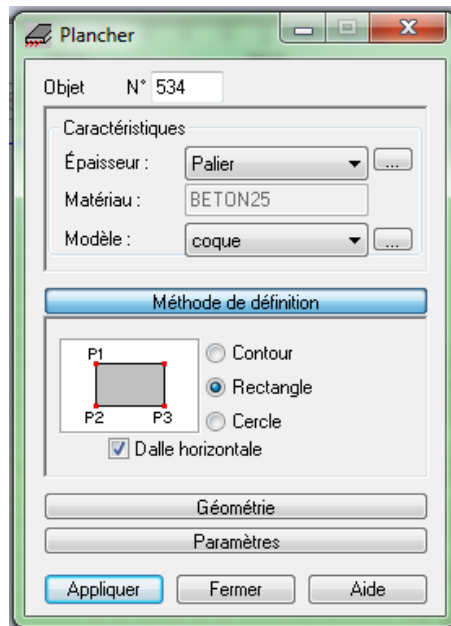 Plancher
Objet N° 534
Caractéristiques
Épaisseur : Palier ...
Matériau : BETON25
Modèle : coque ...
Méthode de définition
P1
P2 P3
Contour
Rectangle
Cercle
Dalle horizontale
Géométrie
Paramètres
Appliquer Fermer Aide